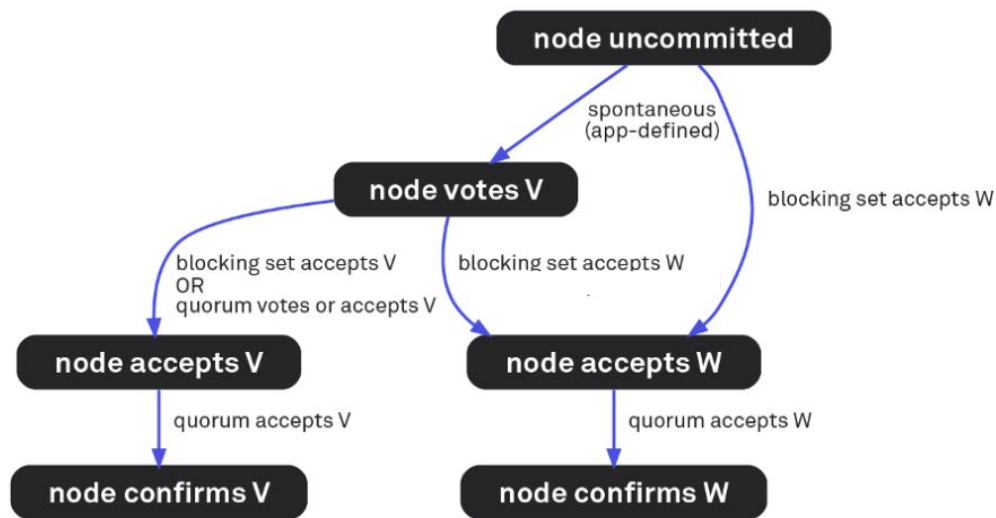 node uncommitted
spontaneous
(app-defined)
node votes V
blocking set accepts W
blocking set accepts V
OR
quorum votes or accepts V
blocking set accepts W
node accepts V
node accepts W
quorum accepts V
quorum accepts W
node confirms V
node confirms W